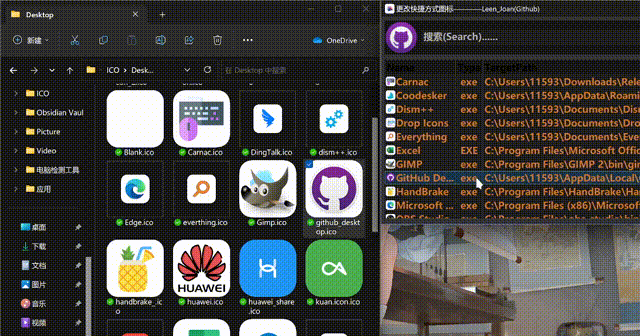 Desktop
新建
OneDrive
ICO > Desk...
在 Desktop 中搜索
ICO
Obsidian Vaul
Picture
Video
电脑检测工具
应用
桌面
下载
文档
图片
音乐
视频
Blank.ico
Carnac.ico
DingTalk.ico
dism++.ico
Edge.ico
everthing.ico
Gimp.ico
github_deskt
op.ico
handbrake_ic
o
huawei.ico
huawei_share.
ico
kuan.icon.ico
HUAWEI
更改快捷方式图标————Leen_Joan(Github)
搜索(Search)......
Name Type TargetPath
Carnac exe C:\Users\11593\Downloads\Rele
Coodesker exe C:\Users\11593\AppData\Roami
Dism++ exe C:\Users\11593\Documents\Dis
Drop Icons exe C:\Users\11593\Documents\Dro
Everything exe C:\Users\11593\Documents\Eve
Excel EXE C:\Program Files\Microsoft Offic
GIMP exe C:\Program Files\GIMP 2\bin\gi
GitHub De... exe C:\Users\11593\AppData\Local\
HandBrake exe C:\Program Files\HandBrake\Ha
Microsoft ... exe C:\Program Files (x86)\Microsof